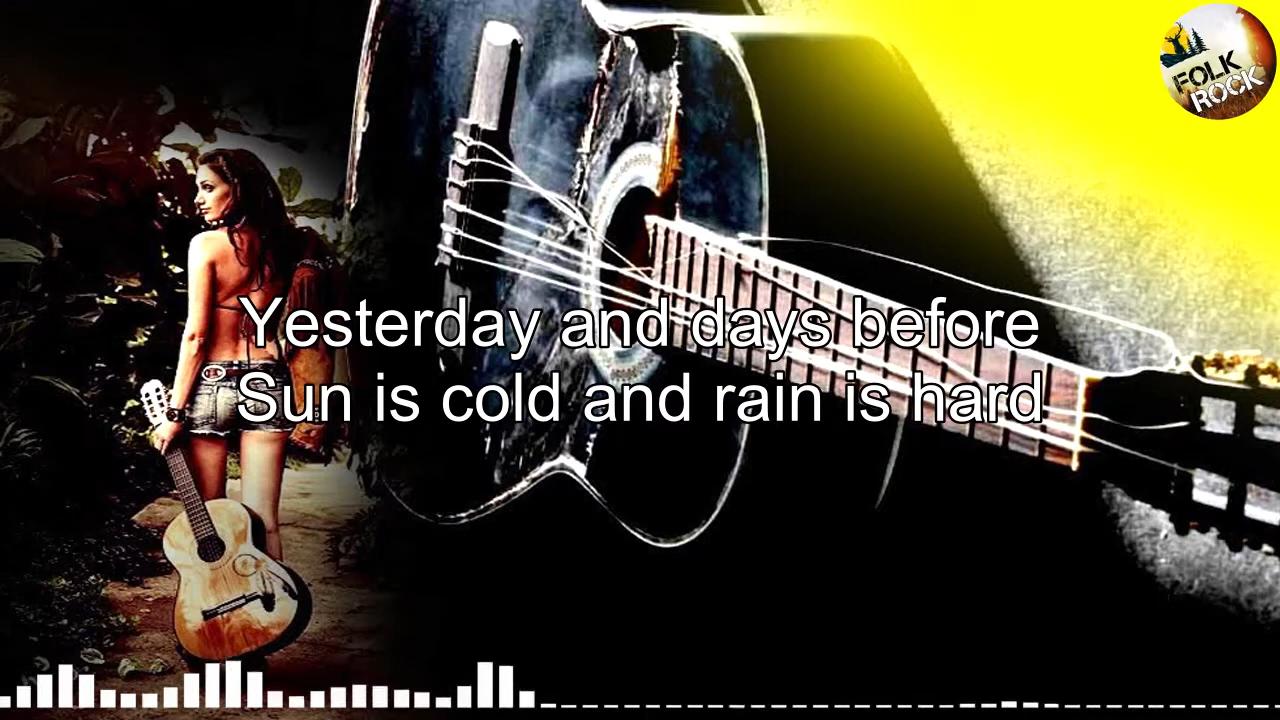 FOLK
ROCK
Yesterday and days before
Sun is cold and rain is hard